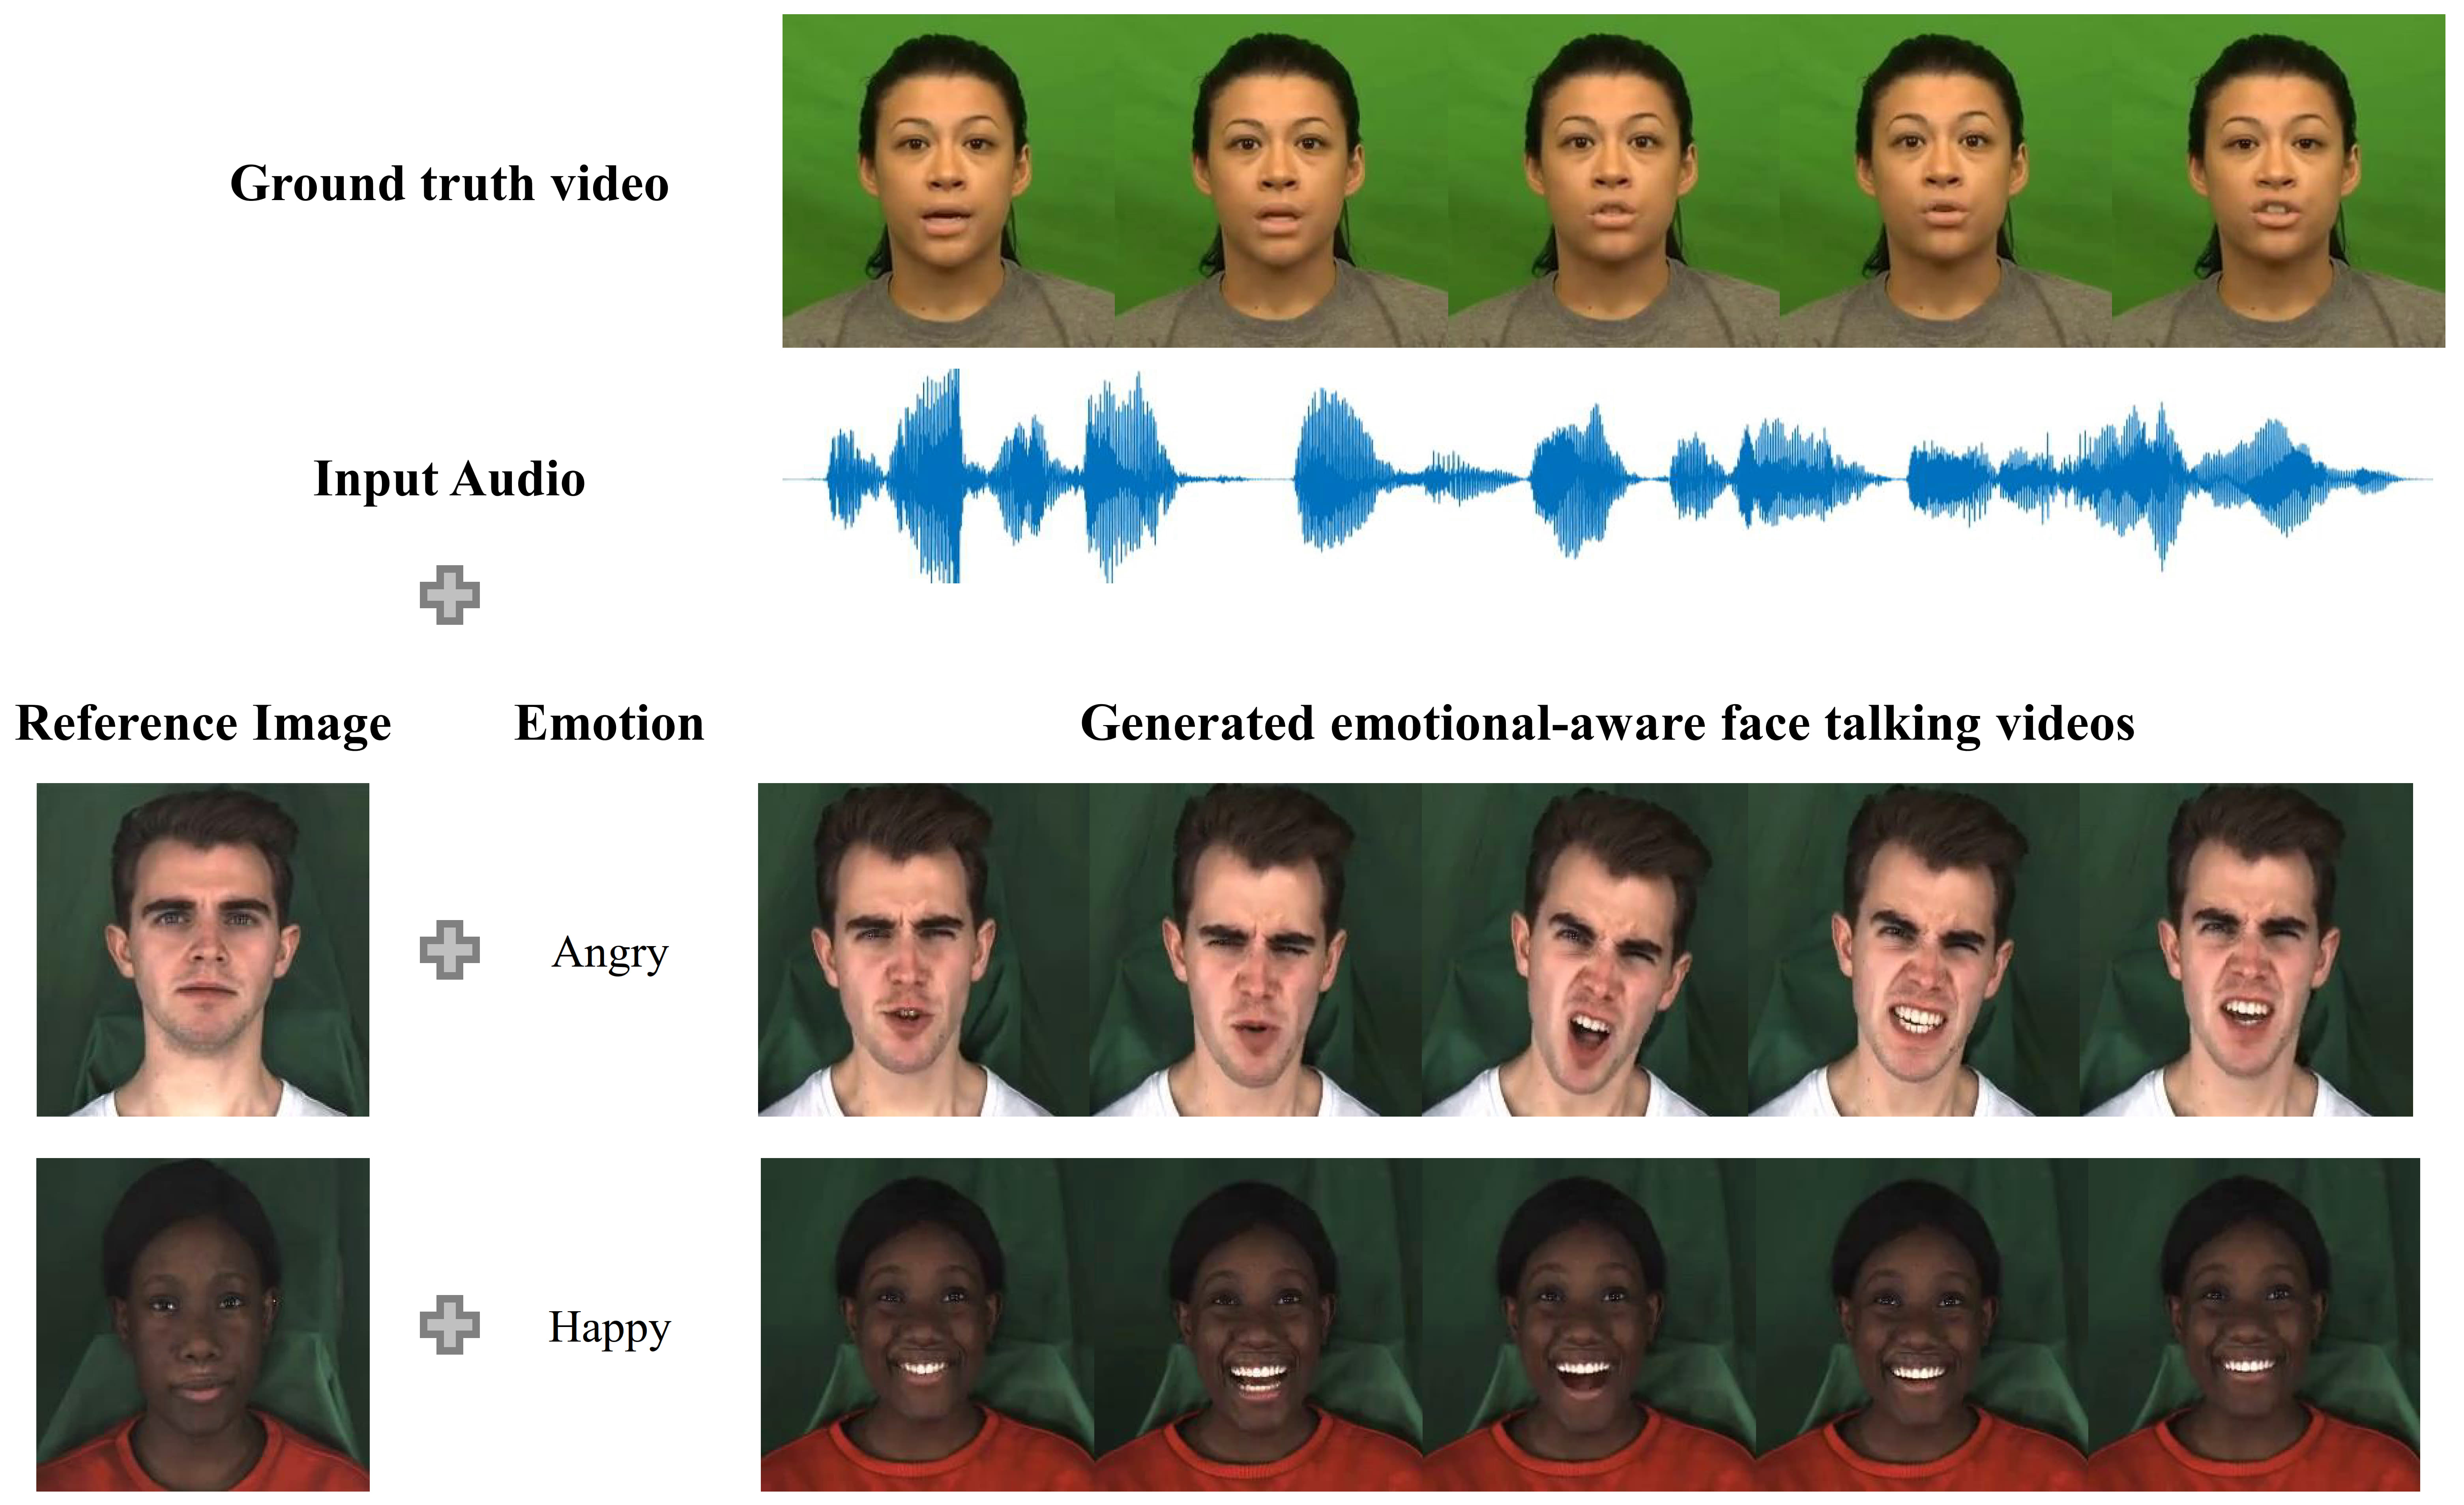 Ground truth video
Input Audio
Reference Image
Emotion
Generated emotional-aware face talking videos
Angry
Happy